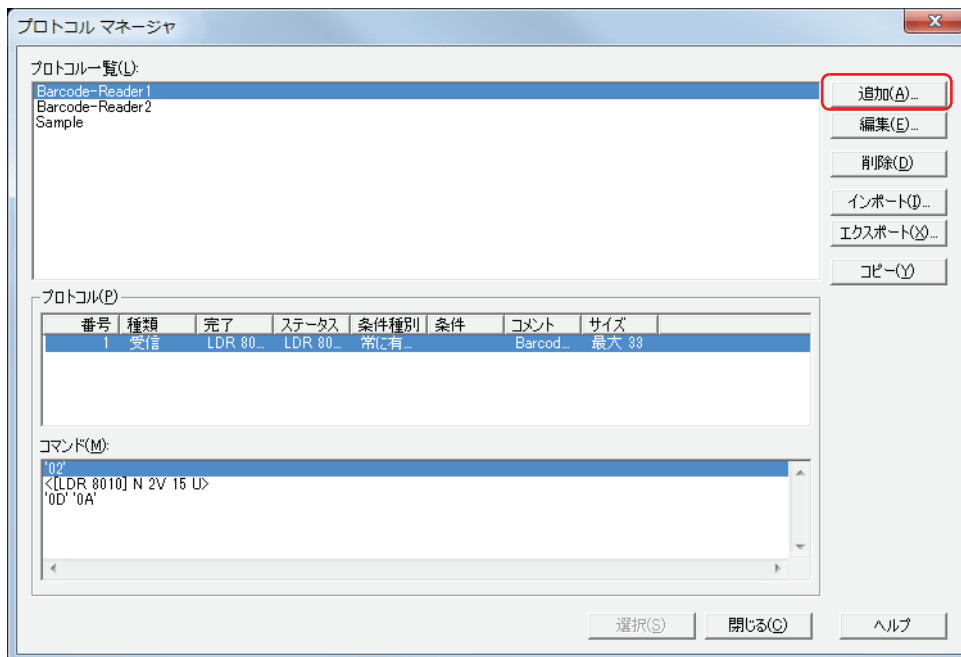 プロトコル マネージャ
プロトコル一覧(L):
Barcode-Reader1
Barcode-Reader2
Sample
追加(A)...
編集(E)...
削除(D)
インポート(I)...
エクスポート(X)...
コピー(Y)
プロトコル(P)
番号 種類 完了 ステータス 条件種別 条件 コメント サイズ
1 受信 LDR 80... LDR 80... 常に有... Barcod... 最大 33
コマンド(M):
'02'
<[LDR 8010] N 2V 15 U>
'0D' '0A'
選択(S) 閉じる(C) ヘルプ